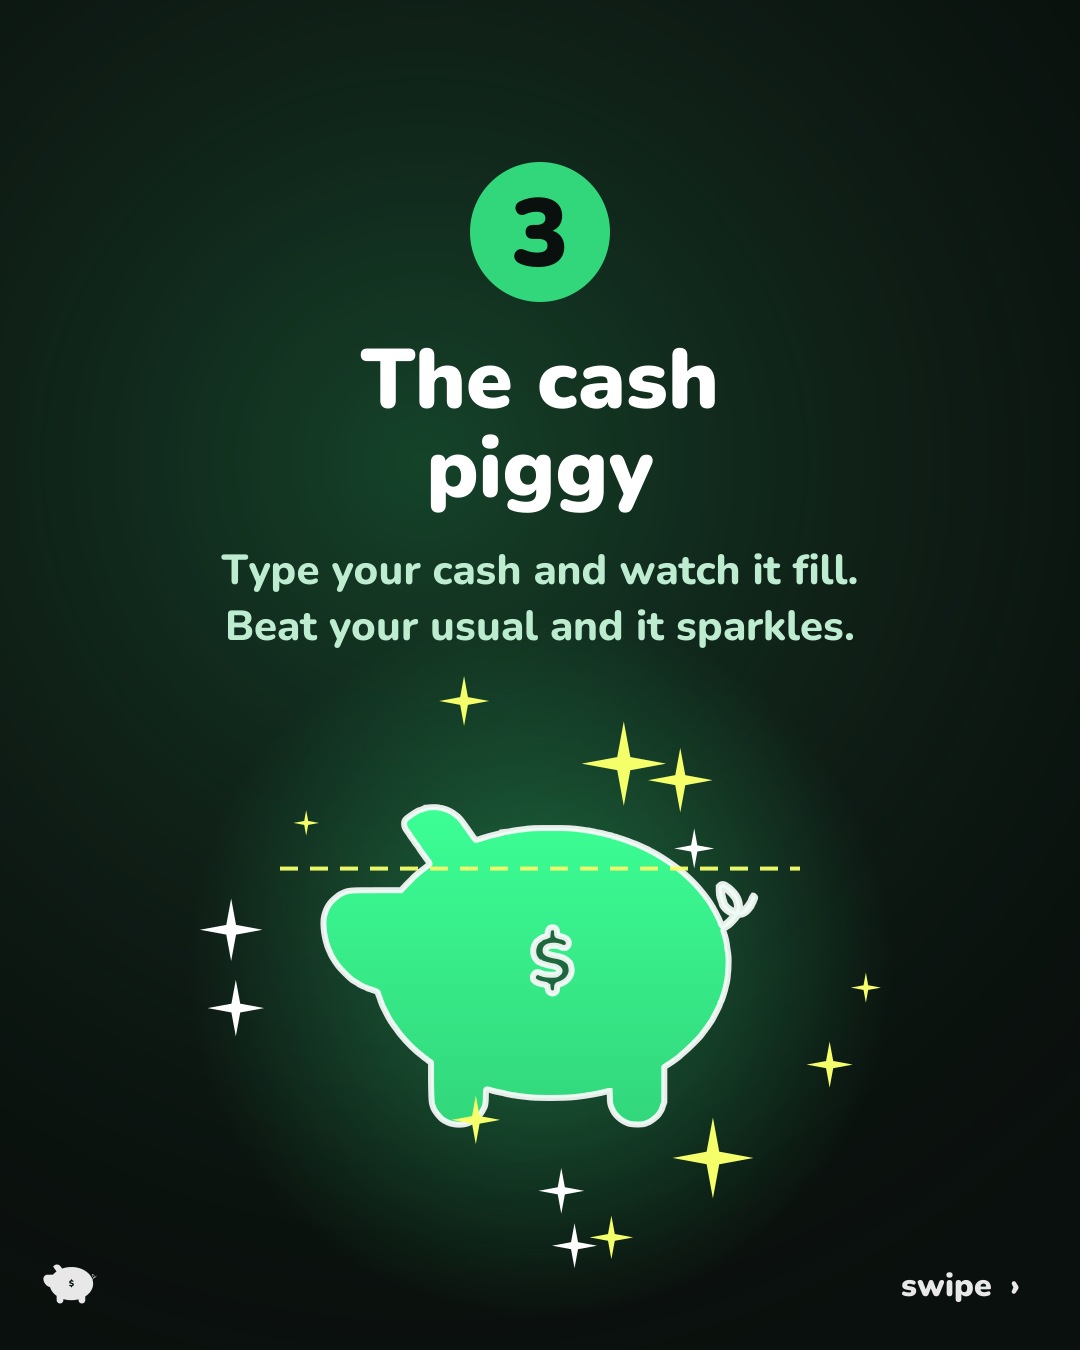 3
The cash
piggy
Type your cash and watch it fill.
Beat your usual and it sparkles.
$
$
swipe ›